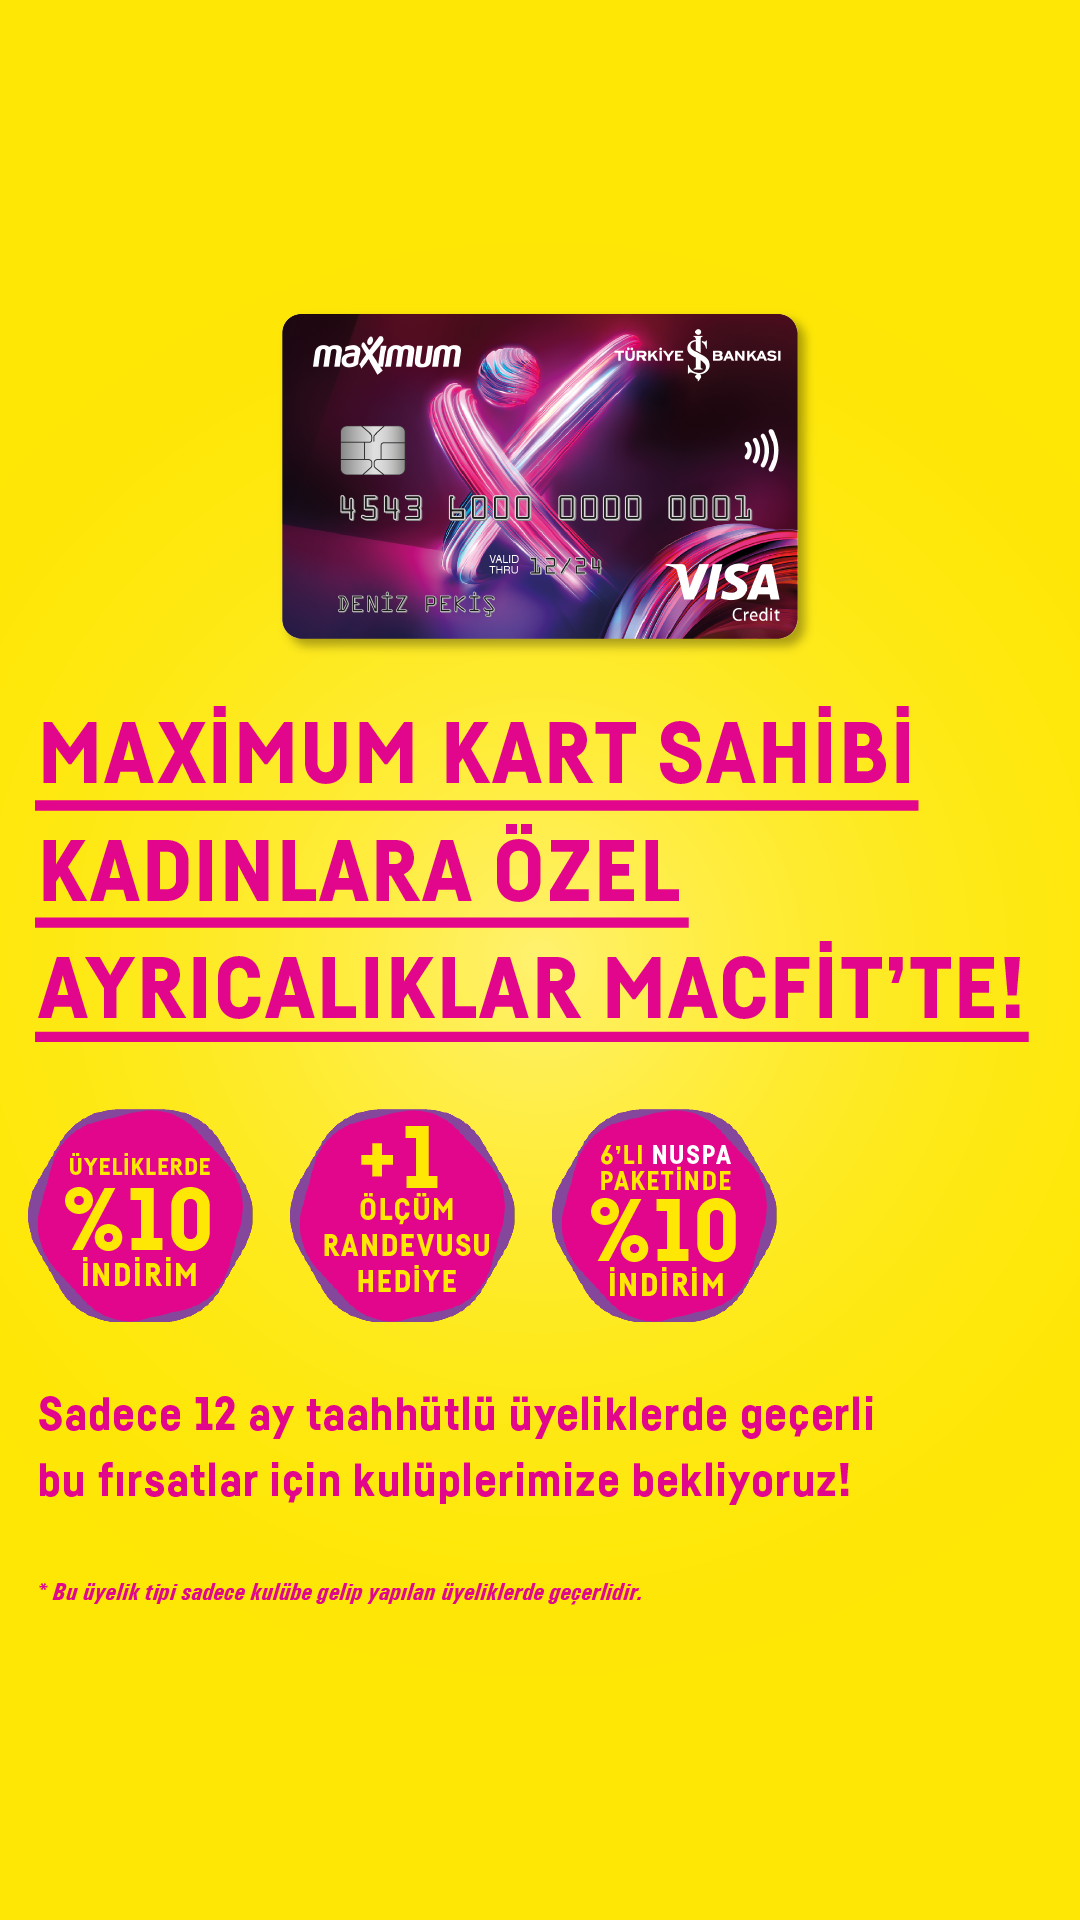 maximum
TÜRKİYE İŞ BANKASI
4543 6000 0000 0001
VALID THRU 12/24
DENİZ PEKİŞ
VISA
Credit
MAXİMUM KART SAHİBİ
KADINLARA ÖZEL
AYRICALIKLAR MACFİT'TE!
ÜYELİKLERDE
%10
İNDİRİM
+1
ÖLÇÜM
RANDEVUSU
HEDİYE
6'LI NUSPA
PAKETİNDE
%10
İNDİRİM
Sadece 12 ay taahhütlü üyeliklerde geçerli
bu fırsatlar için kulüplerimize bekliyoruz!
* Bu üyelik tipi sadece kulübe gelip yapılan üyeliklerde geçerlidir.